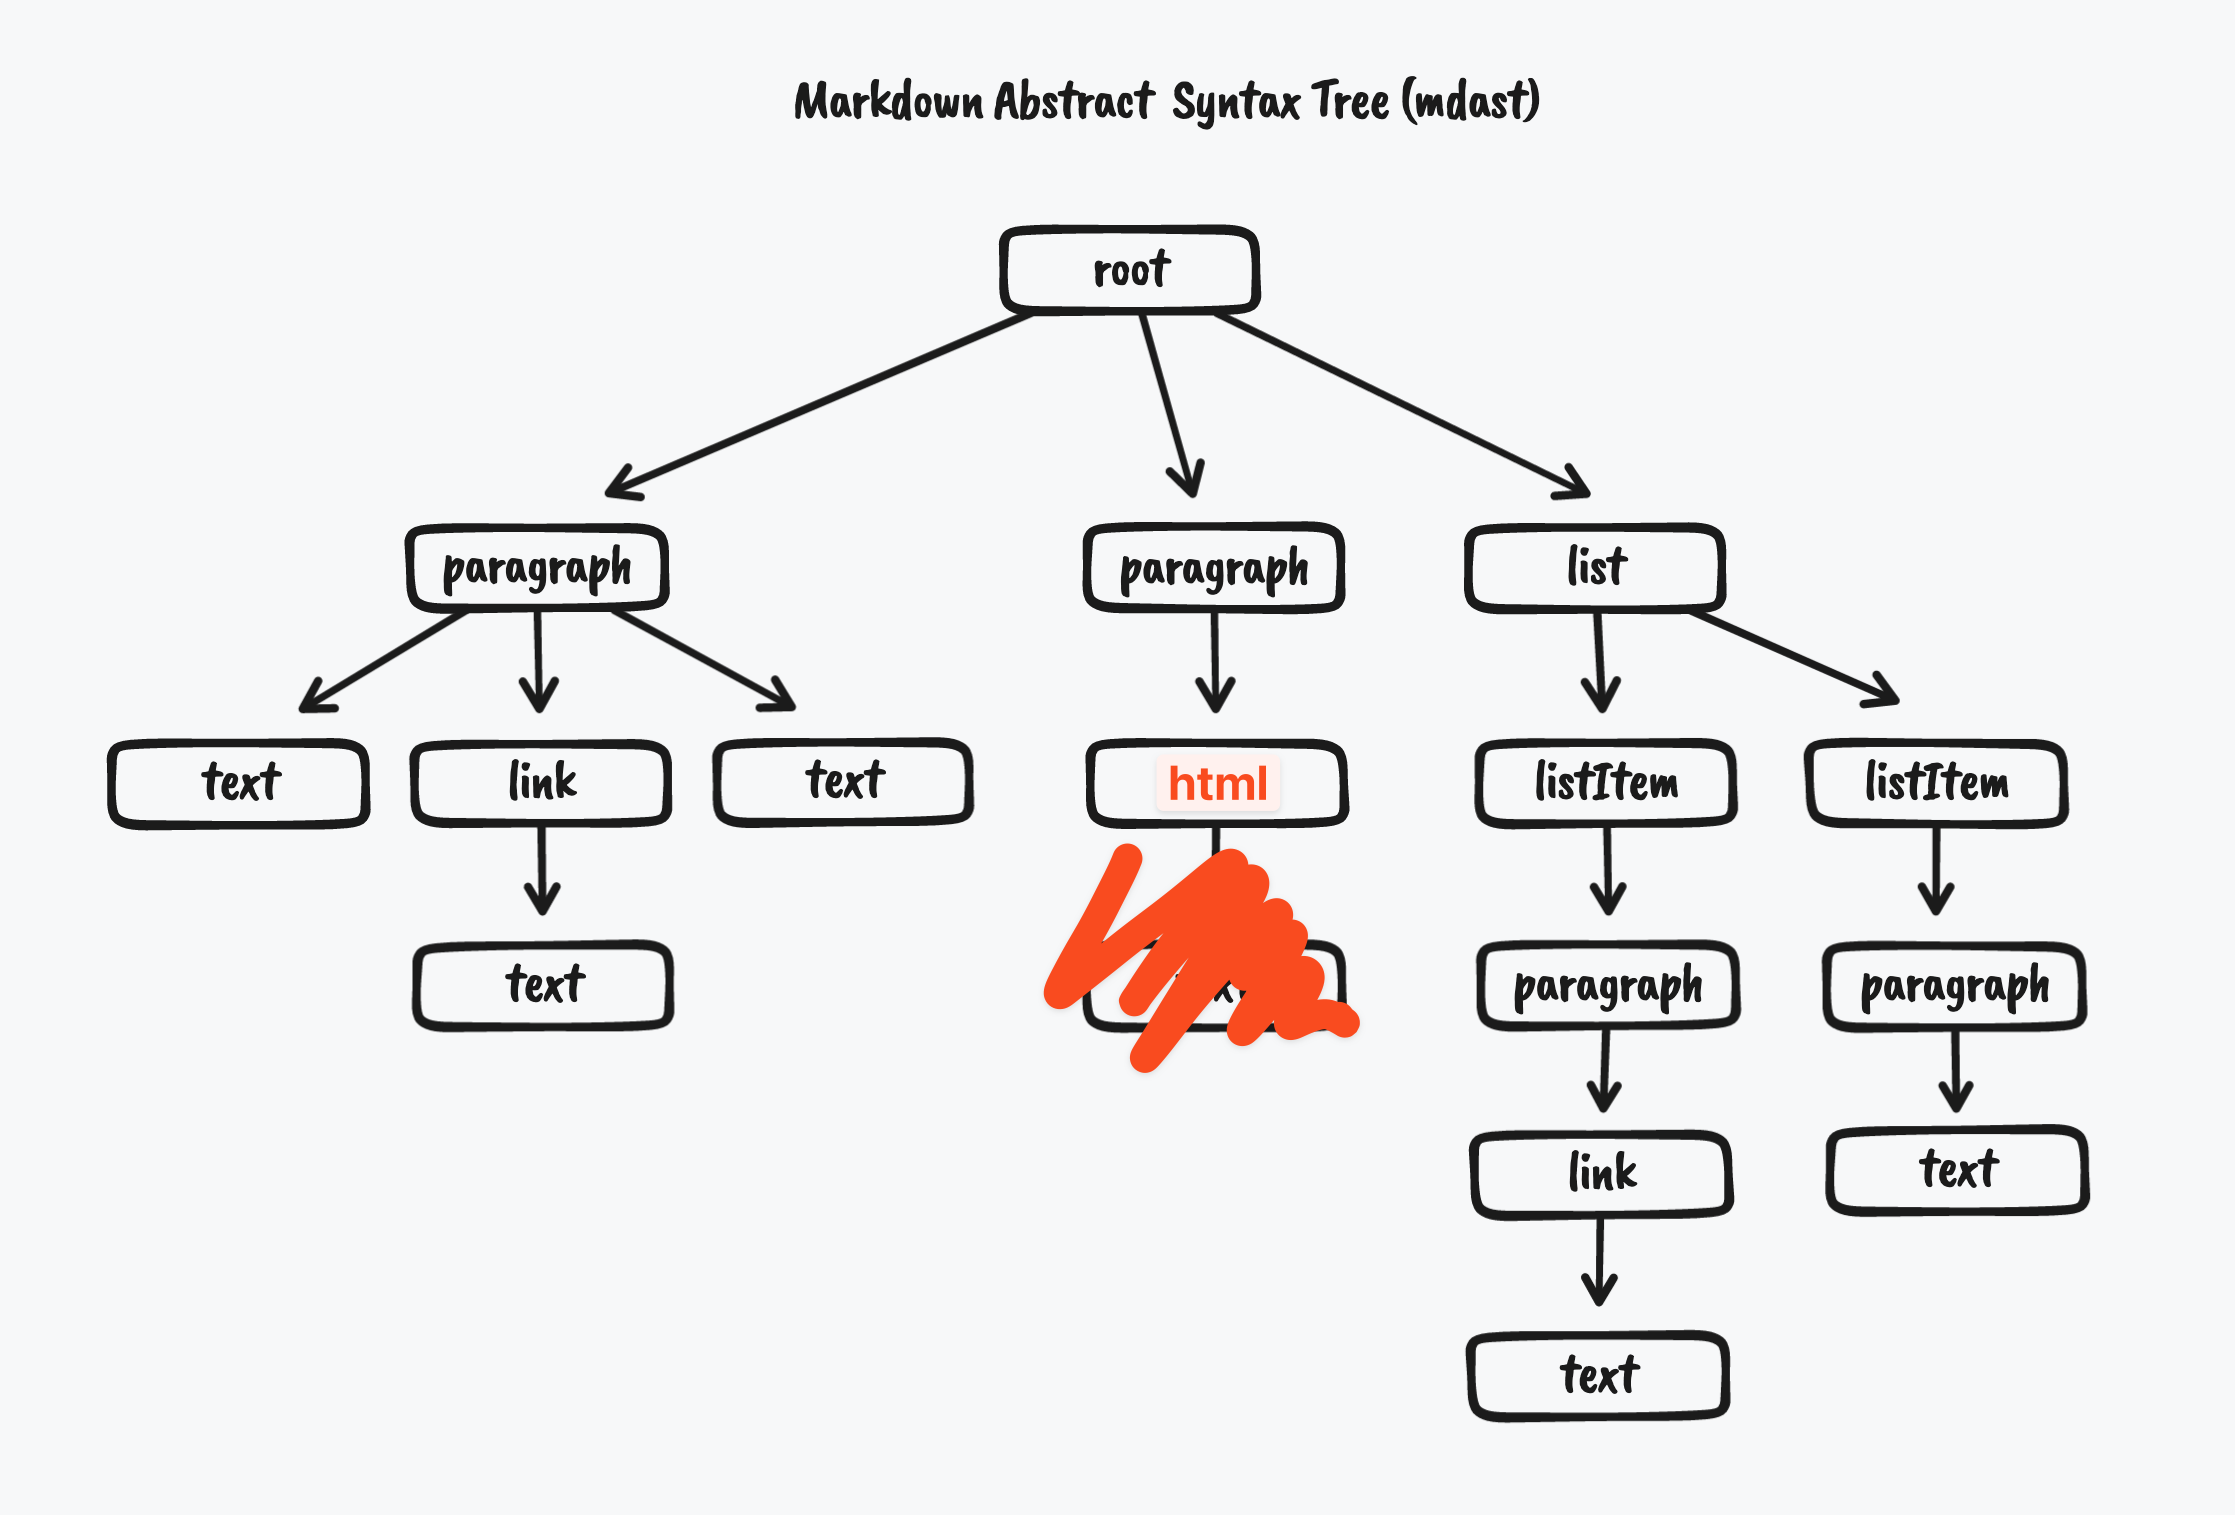 Markdown Abstract Syntax Tree (mdast)
root
paragraph
paragraph
list
text
link
text
html
listItem
listItem
text
paragraph
paragraph
link
text
text